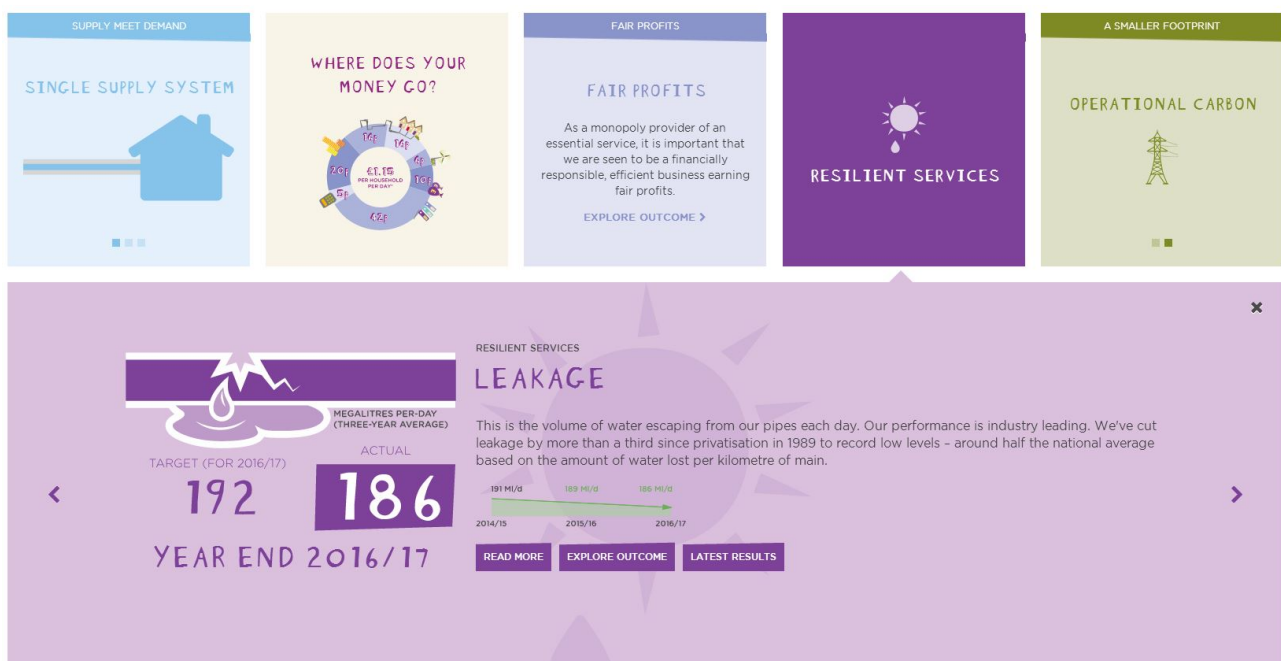 SUPPLY MEET DEMAND
SINGLE SUPPLY SYSTEM
WHERE DOES YOUR
MONEY GO?
16p
16p
6p
10p
42p
5p
20p
£1.15
PER HOUSEHOLD
PER DAY*
FAIR PROFITS
FAIR PROFITS
As a monopoly provider of an
essential service, it is important that
we are seen to be a financially
responsible, efficient business earning
fair profits.
EXPLORE OUTCOME
RESILIENT SERVICES
A SMALLER FOOTPRINT
OPERATIONAL CARBON
MEGALITRES PER-DAY
(THREE-YEAR AVERAGE)
TARGET (FOR 2016/17)
192
ACTUAL
186
YEAR END 2016/17
RESILIENT SERVICES
LEAKAGE
This is the volume of water escaping from our pipes each day. Our performance is industry leading. We've cut
leakage by more than a third since privatisation in 1989 to record low levels – around half the national average
based on the amount of water lost per kilometre of main.
191 Ml/d 189 Ml/d 186 Ml/d
2014/15 2015/16 2016/17
READ MORE EXPLORE OUTCOME LATEST RESULTS